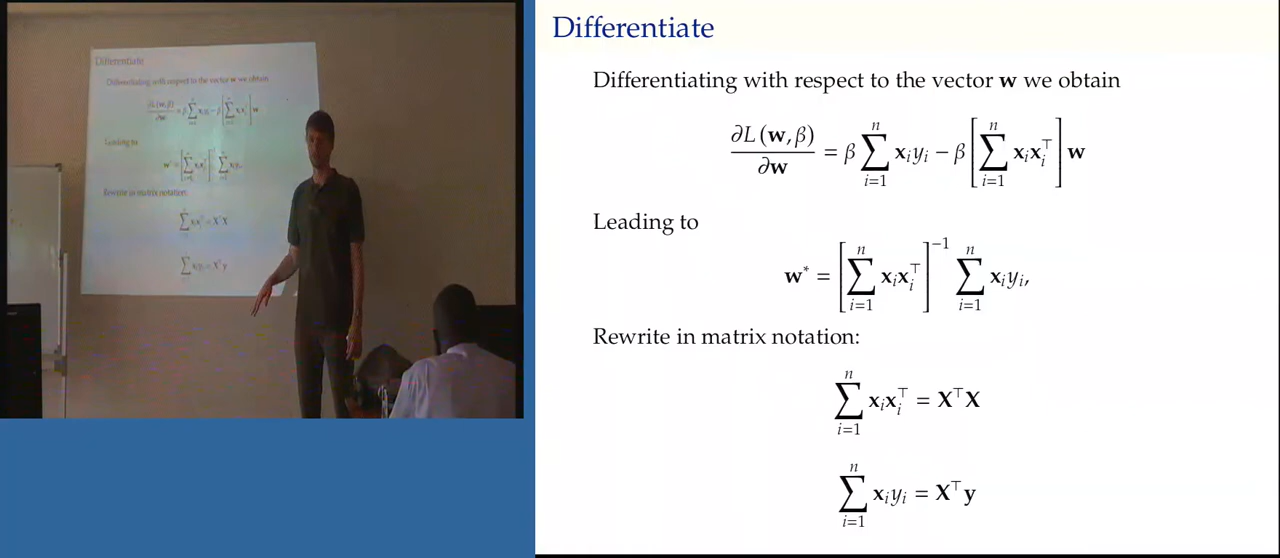 Differentiate
Differentiating with respect to the vector w we obtain
∂L(w, β)/∂w = β ∑ᵢ₌₁ⁿ xᵢyᵢ − β [∑ᵢ₌₁ⁿ xᵢxᵢ⊤] w
Leading to
w* = [∑ᵢ₌₁ⁿ xᵢxᵢ⊤]⁻¹ ∑ᵢ₌₁ⁿ xᵢyᵢ,
Rewrite in matrix notation:
∑ᵢ₌₁ⁿ xᵢxᵢ⊤ = X⊤X
∑ᵢ₌₁ⁿ xᵢyᵢ = X⊤y